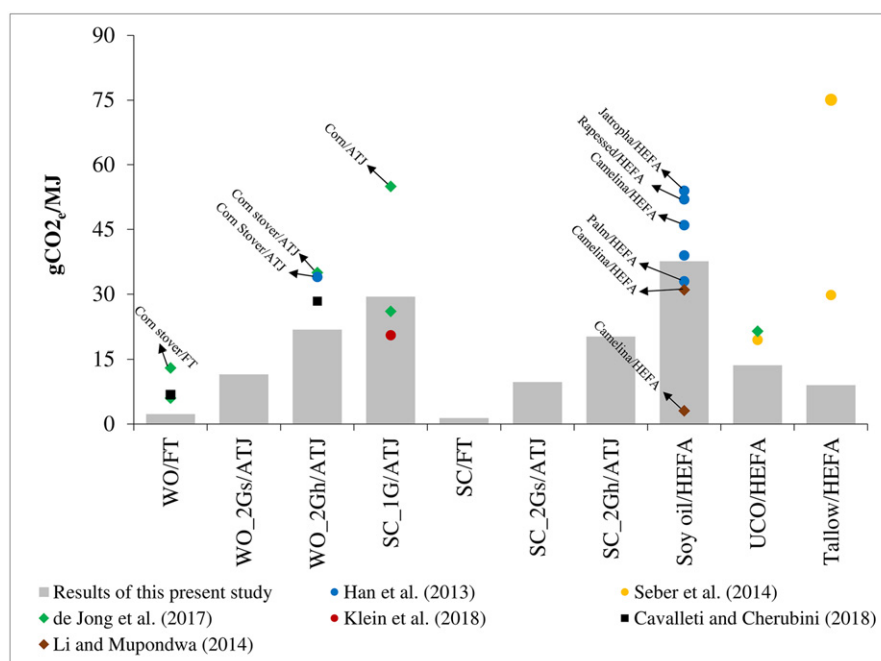 90
75
60
45
30
15
0
gCO2e/MJ
Corn stover/FT
Corn stover/ATJ
Corn Stover/ATJ
Corn/ATJ
Jatropha/HEFA
Rapessed/HEFA
Camelina/HEFA
Palm/HEFA
Camelina/HEFA
Camelina/HEFA
WO/FT
WO_2Gs/ATJ
WO_2Gh/ATJ
SC_1G/ATJ
SC/FT
SC_2Gs/ATJ
SC_2Gh/ATJ
Soy oil/HEFA
UCO/HEFA
Tallow/HEFA
Results of this present study
Han et al. (2013)
Seber et al. (2014)
de Jong et al. (2017)
Klein et al. (2018)
Cavalleti and Cherubini (2018)
Li and Mupondwa (2014)